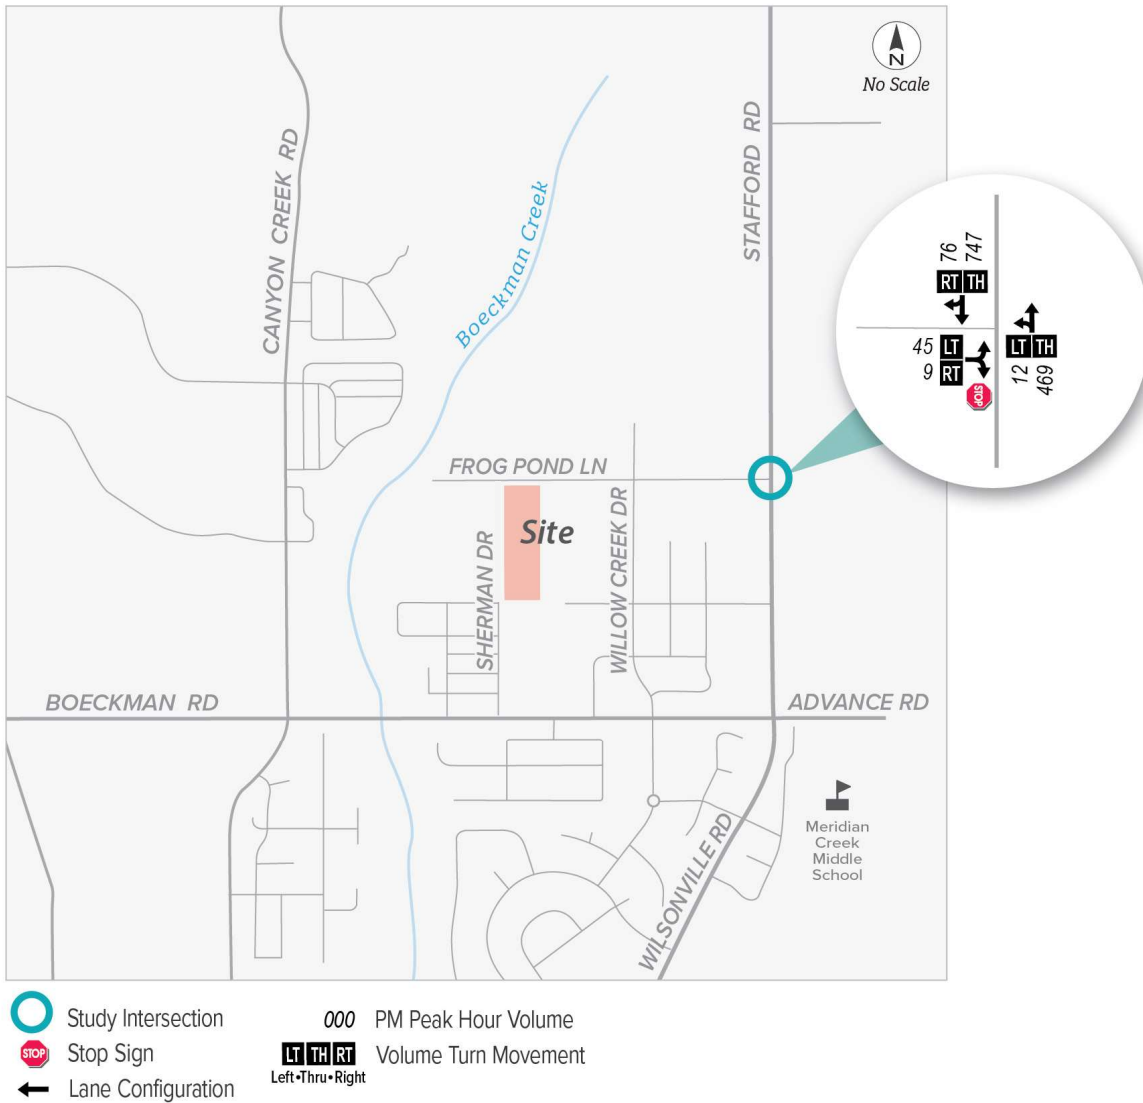 N
No Scale
CANYON CREEK RD
Boeckman Creek
STAFFORD RD
76
747
RT TH
45 LT
9 RT
STOP
LT TH
12
469
FROG POND LN
Site
SHERMAN DR
WILLOW CREEK DR
BOECKMAN RD
ADVANCE RD
WILSONVILLE RD
Meridian
Creek
Middle
School
Study Intersection
000 PM Peak Hour Volume
STOP Stop Sign
LT TH RT Volume Turn Movement
Left•Thru•Right
Lane Configuration